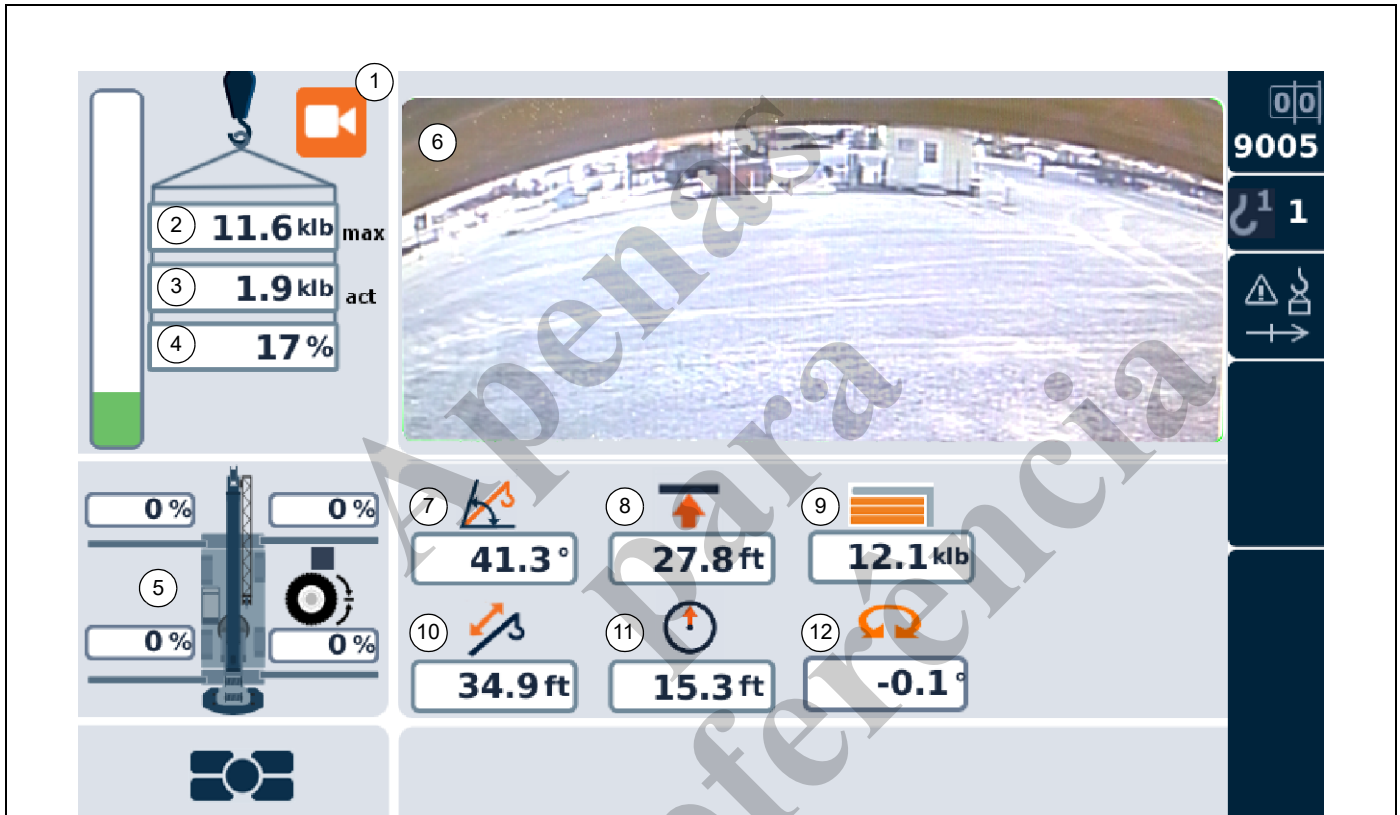 1
6
00
9005
2 11.6 klb max
1 1
3 1.9 klb act
4 17 %
0 % 0 %
7 8 9
41.3 ° 27.8 ft 12.1 klb
5
0 % 0 %
10 11 12
34.9 ft 15.3 ft -0.1 °
Apenas
para
referência